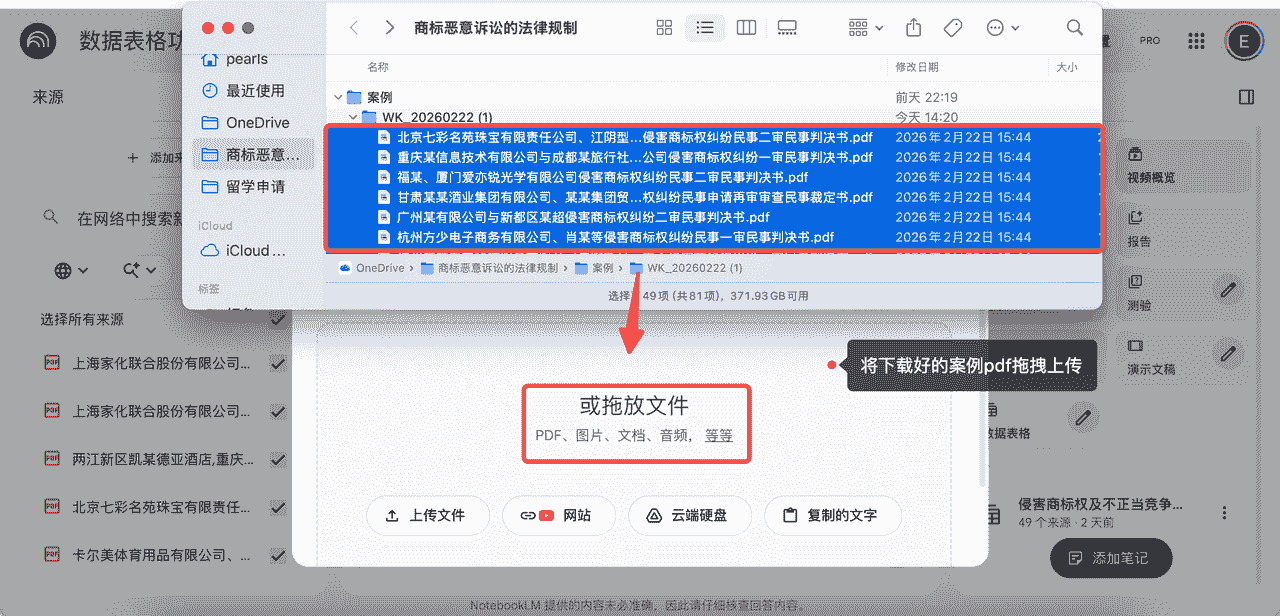 数据表格功
商标恶意诉讼的法律规制
PRO
E
来源
pearls
最近使用
OneDrive
商标恶意…
留学申请
iCloud
iCloud…
标签
名称
修改日期
大小
案例
前天 22:19
WK_20260222 (1)
今天 14:20
北京七彩名苑珠宝有限责任公司、江阴型…侵害商标权纠纷民事二审民事判决书.pdf
2026年2月22日 15:44
重庆某信息技术有限公司与成都某旅行社…公司侵害商标权纠纷一审民事判决书.pdf
2026年2月22日 15:44
福某、厦门爱亦锐光学有限公司侵害商标权纠纷民事二审民事判决书.pdf
2026年2月22日 15:44
甘肃某某酒业集团有限公司、某某集团贸…权纠纷民事申请再审审查民事裁定书.pdf
2026年2月22日 15:44
广州某有限公司与新都区某超侵害商标权纠纷二审民事判决书.pdf
2026年2月22日 15:44
杭州方少电子商务有限公司、肖某等侵害商标权纠纷民事一审民事判决书.pdf
2026年2月22日 15:44
OneDrive › 商标恶意诉讼的法律规制 › 案例 › WK_20260222 (1)
选择了49项 (共81项)，371.93GB可用
+ 添加来
在网络中搜索新
选择所有来源
上海家化联合股份有限公司...
上海家化联合股份有限公司...
两江新区凯某德亚酒店,重庆...
北京七彩名苑珠宝有限责任...
卡尔美体育用品有限公司、...
将下载好的案例pdf拖拽上传
或拖放文件
PDF、图片、文档、音频， 等等
上传文件
网站
云端硬盘
复制的文字
视频概览
报告
测验
演示文稿
数据表格
侵害商标权及不正当竞争...
49 个来源 · 2 天前
添加笔记
NotebookLM 提供的内容未必准确，因此请仔细核查回答内容。